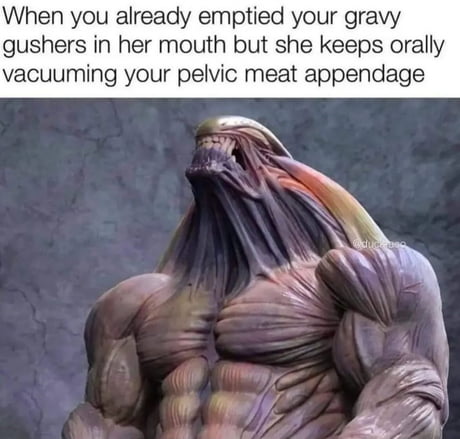 When you already emptied your gravy
gushers in her mouth but she keeps orally
vacuuming your pelvic meat appendage